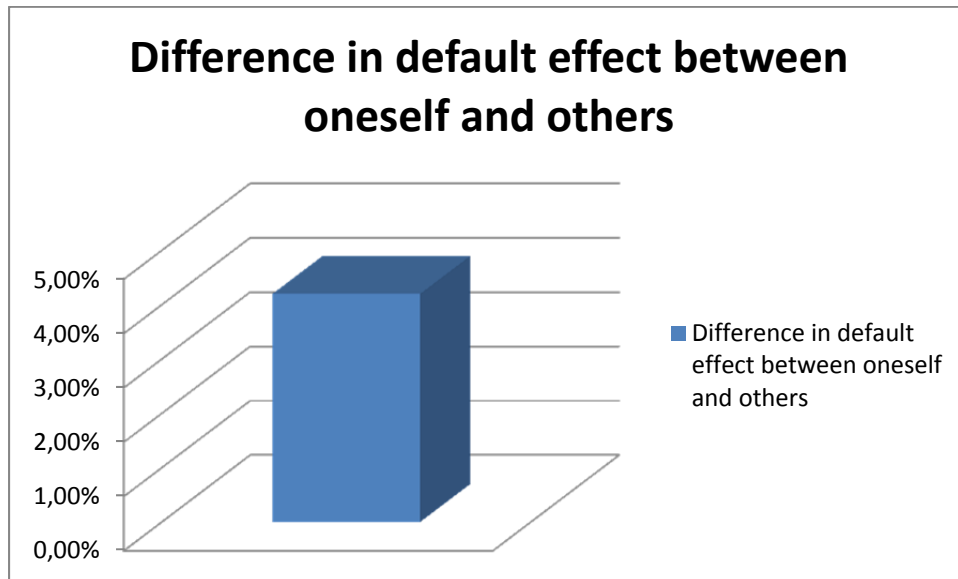 Difference in default effect between
oneself and others
5,00%
4,00%
3,00%
2,00%
1,00%
0,00%
Difference in default
effect between oneself
and others